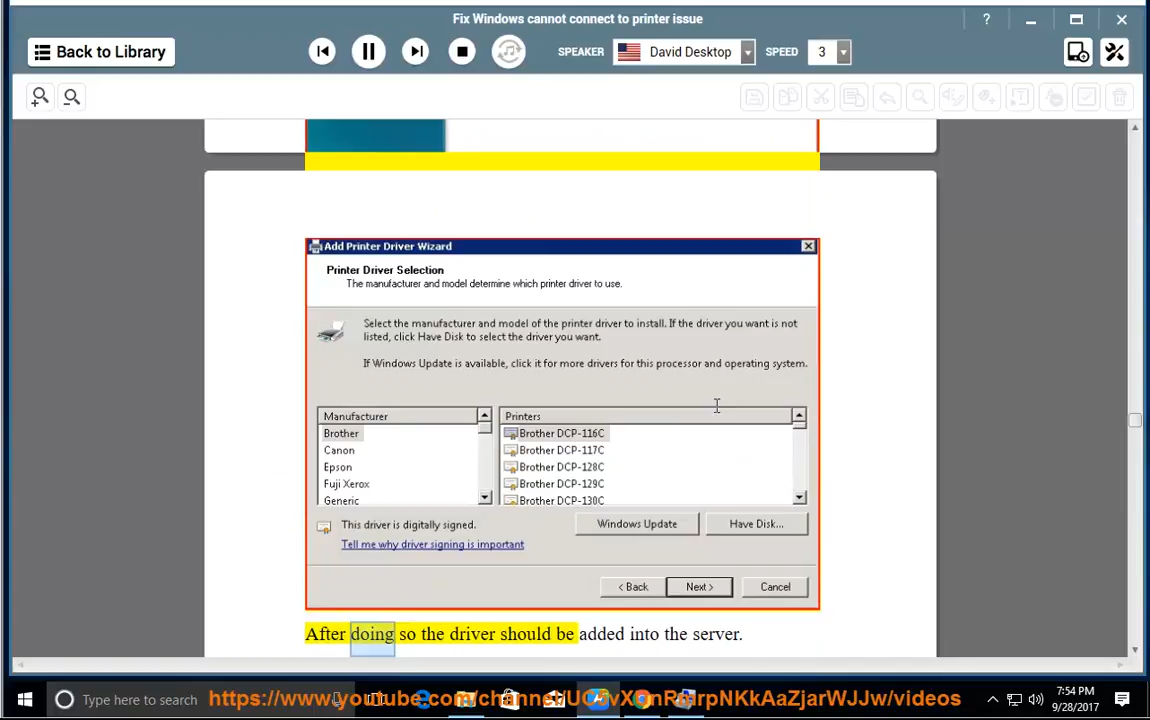 Fix Windows cannot connect to printer issue
?
Back to Library
SPEAKER
David Desktop
SPEED
3
Add Printer Driver Wizard
Printer Driver Selection
The manufacturer and model determine which printer driver to use.
Select the manufacturer and model of the printer driver to install. If the driver you want is not
listed, click Have Disk to select the driver you want.
If Windows Update is available, click it for more drivers for this processor and operating system.
Manufacturer
Brother
Canon
Epson
Fuji Xerox
Generic
Printers
Brother DCP-116C
Brother DCP-117C
Brother DCP-128C
Brother DCP-129C
Brother DCP-130C
This driver is digitally signed.
Tell me why driver signing is important
Windows Update
Have Disk...
< Back
Next >
Cancel
After doing so the driver should be added into the server.
Type here to search
7:54 PM
9/28/2017